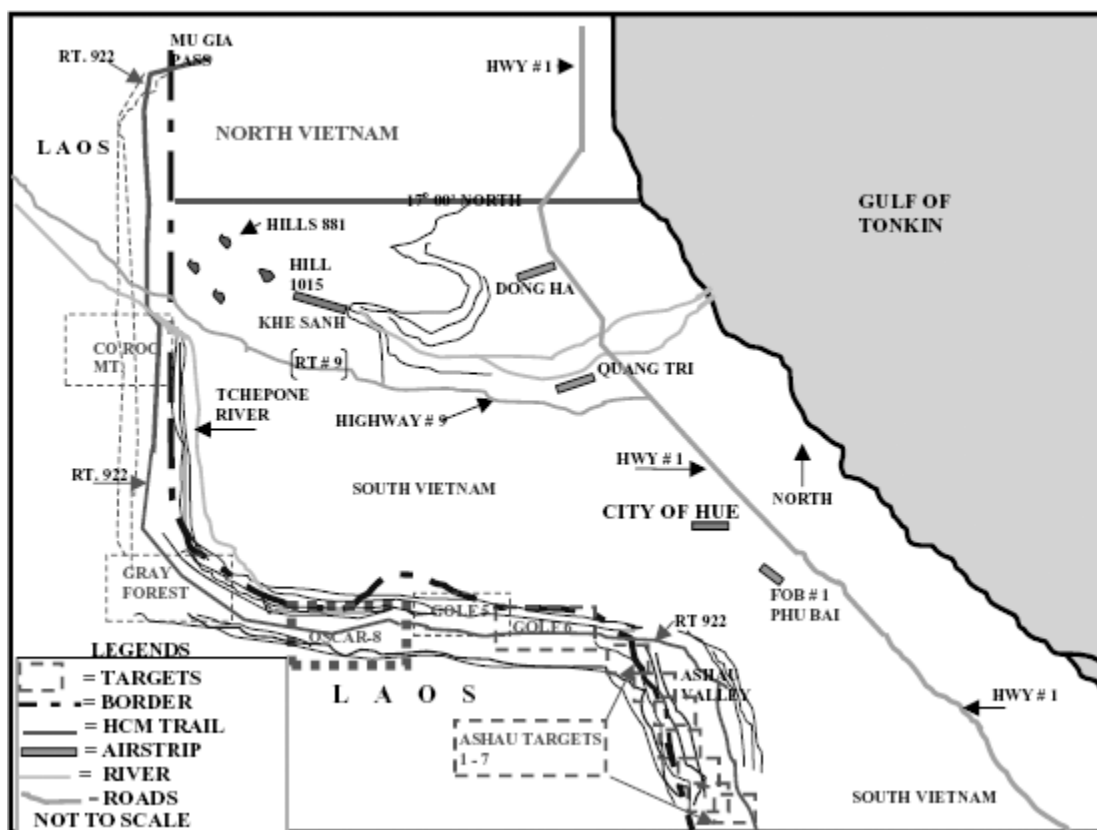 MU GIA
PASS
RT. 922
HWY # 1
LAOS
NORTH VIETNAM
17° 00' NORTH
GULF OF
TONKIN
HILLS 881
HILL
1015
DONG HA
KHE SANH
CO ROC
MT.
[RT # 9]
QUANG TRI
TCHEPONE
RIVER
HIGHWAY # 9
RT. 922
HWY # 1
SOUTH VIETNAM
NORTH
CITY OF HUE
GRAY
FOREST
FOB # 1
PHU BAI
GOLE 5
GOLE 6
RT 922
OSCAR-8
LAOS
ASHAU
VALLEY
HWY # 1
ASHAU TARGETS
1 - 7
SOUTH VIETNAM
LEGENDS
= TARGETS
= BORDER
= HCM TRAIL
= AIRSTRIP
= RIVER
- ROADS
NOT TO SCALE